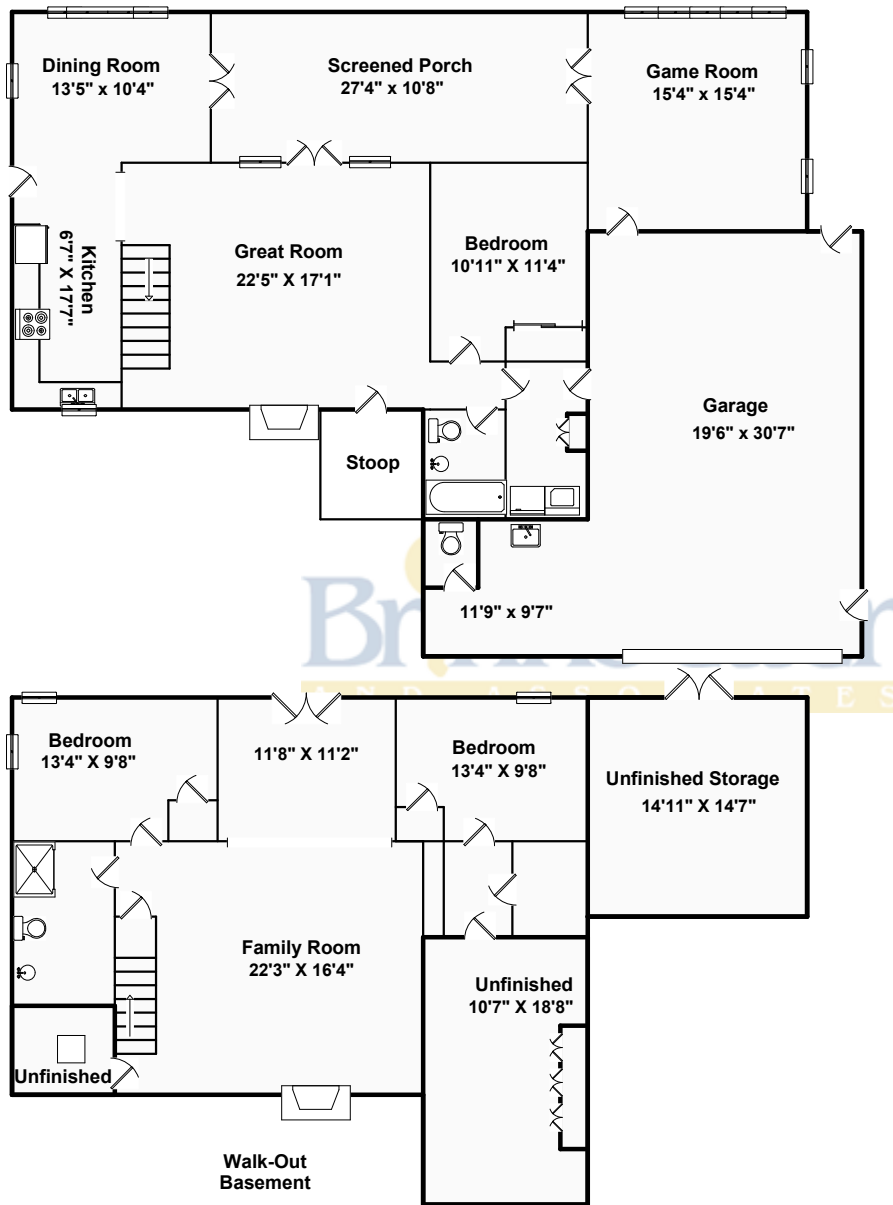 Dining Room
13'5" x 10'4"
Screened Porch
27'4" x 10'8"
Game Room
15'4" x 15'4"
Kitchen
6'7" X 17'7"
Great Room
22'5" X 17'1"
Bedroom
10'11" X 11'4"
Garage
19'6" x 30'7"
Stoop
11'9" x 9'7"
AND ASSOCIATES
Bedroom
13'4" X 9'8"
11'8" X 11'2"
Bedroom
13'4" X 9'8"
Unfinished Storage
14'11" X 14'7"
Family Room
22'3" X 16'4"
Unfinished
10'7" X 18'8"
Unfinished
Walk-Out
Basement